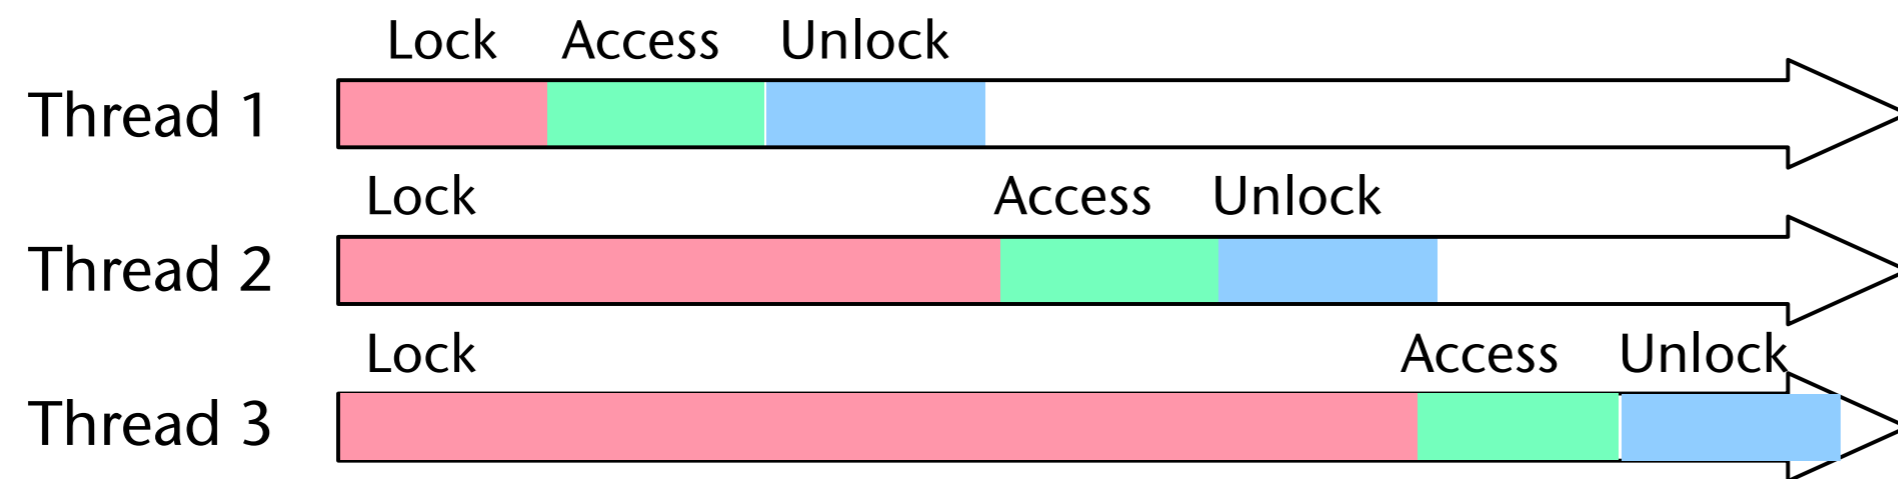 Lock Access Unlock
Thread 1
Lock Access Unlock
Thread 2
Lock Access Unlock
Thread 3